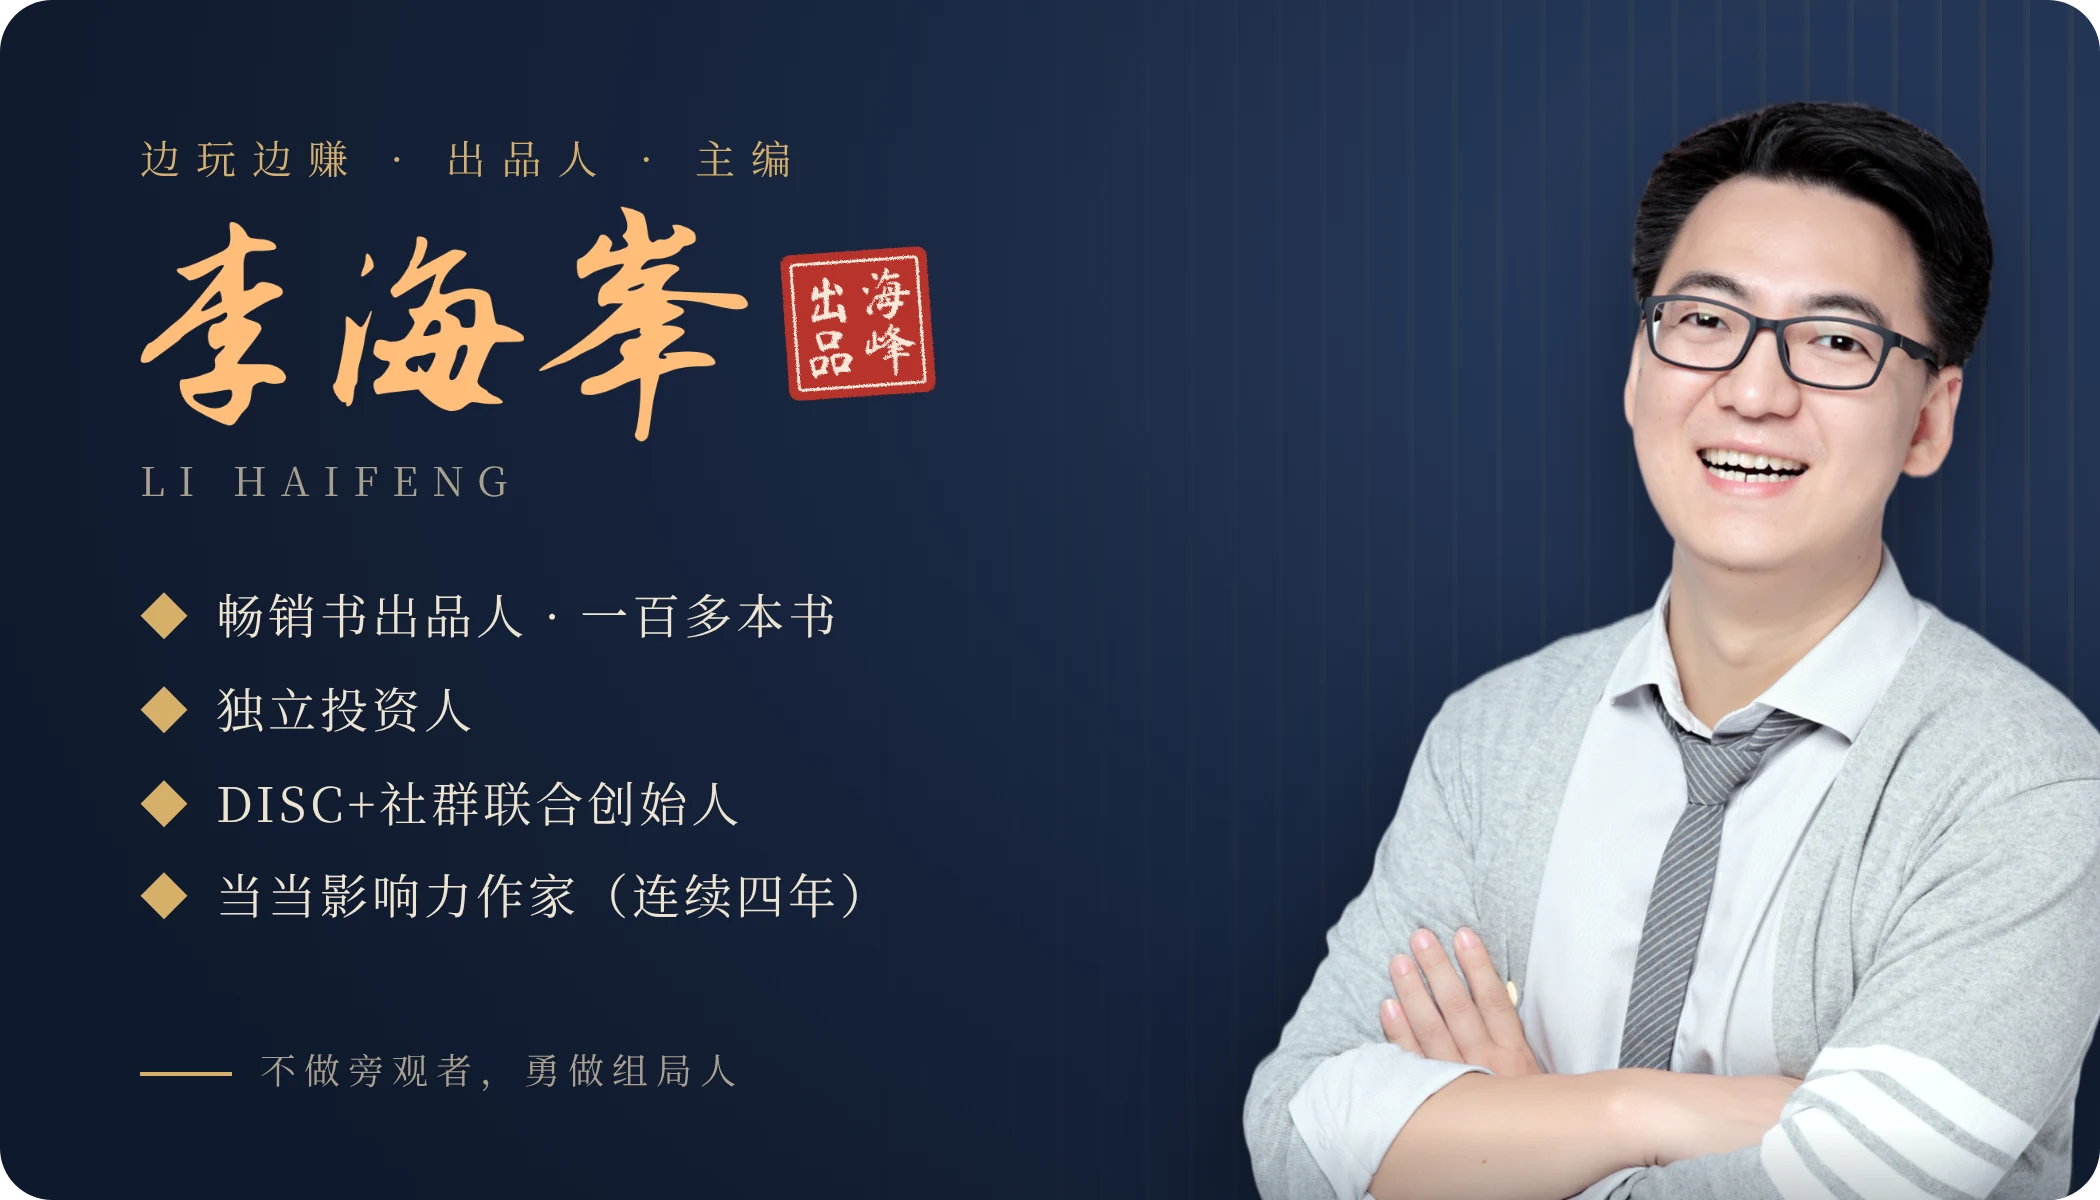 边玩边赚 · 出品人 · 主编
李海峯
海峰
出品
LI HAIFENG
畅销书出品人 · 一百多本书
独立投资人
DISC+社群联合创始人
当当影响力作家（连续四年）
不做旁观者，勇做组局人